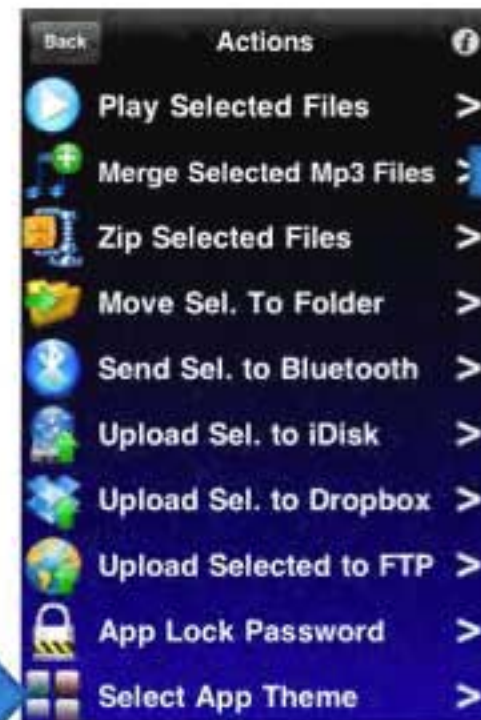 Back Actions
Play Selected Files >
Merge Selected Mp3 Files >
Zip Selected Files >
Move Sel. To Folder >
Send Sel. to Bluetooth >
Upload Sel. to iDisk >
Upload Sel. to Dropbox >
Upload Selected to FTP >
App Lock Password >
Select App Theme >